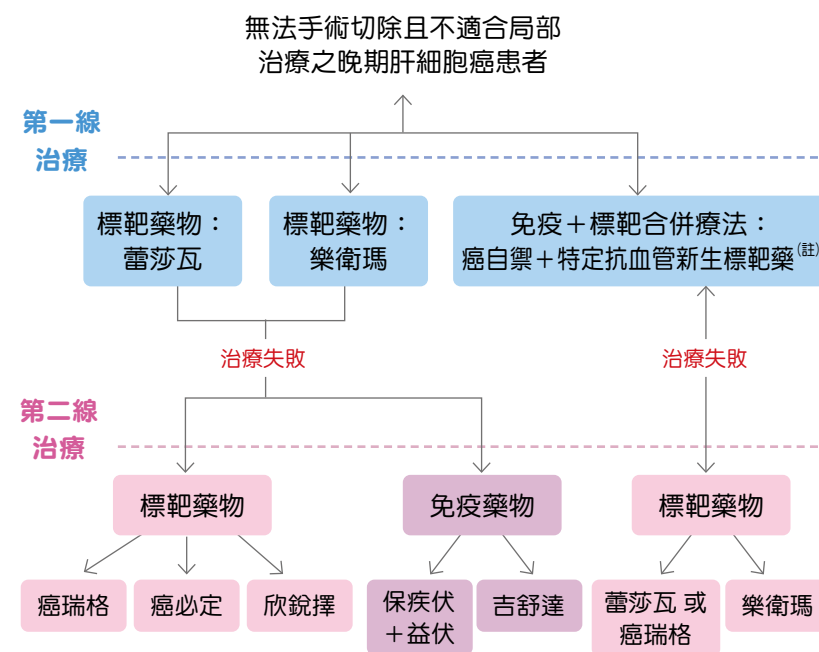 無法手術切除且不適合局部
治療之晚期肝細胞癌患者
第一線
治療
標靶藥物：
蕾莎瓦
標靶藥物：
樂衛瑪
免疫＋標靶合併療法：
癌自禦＋特定抗血管新生標靶藥(註)
治療失敗
治療失敗
第二線
治療
標靶藥物
免疫藥物
標靶藥物
癌瑞格
癌必定
欣銳擇
保疾伏
＋益伏
吉舒達
蕾莎瓦 或
癌瑞格
樂衛瑪